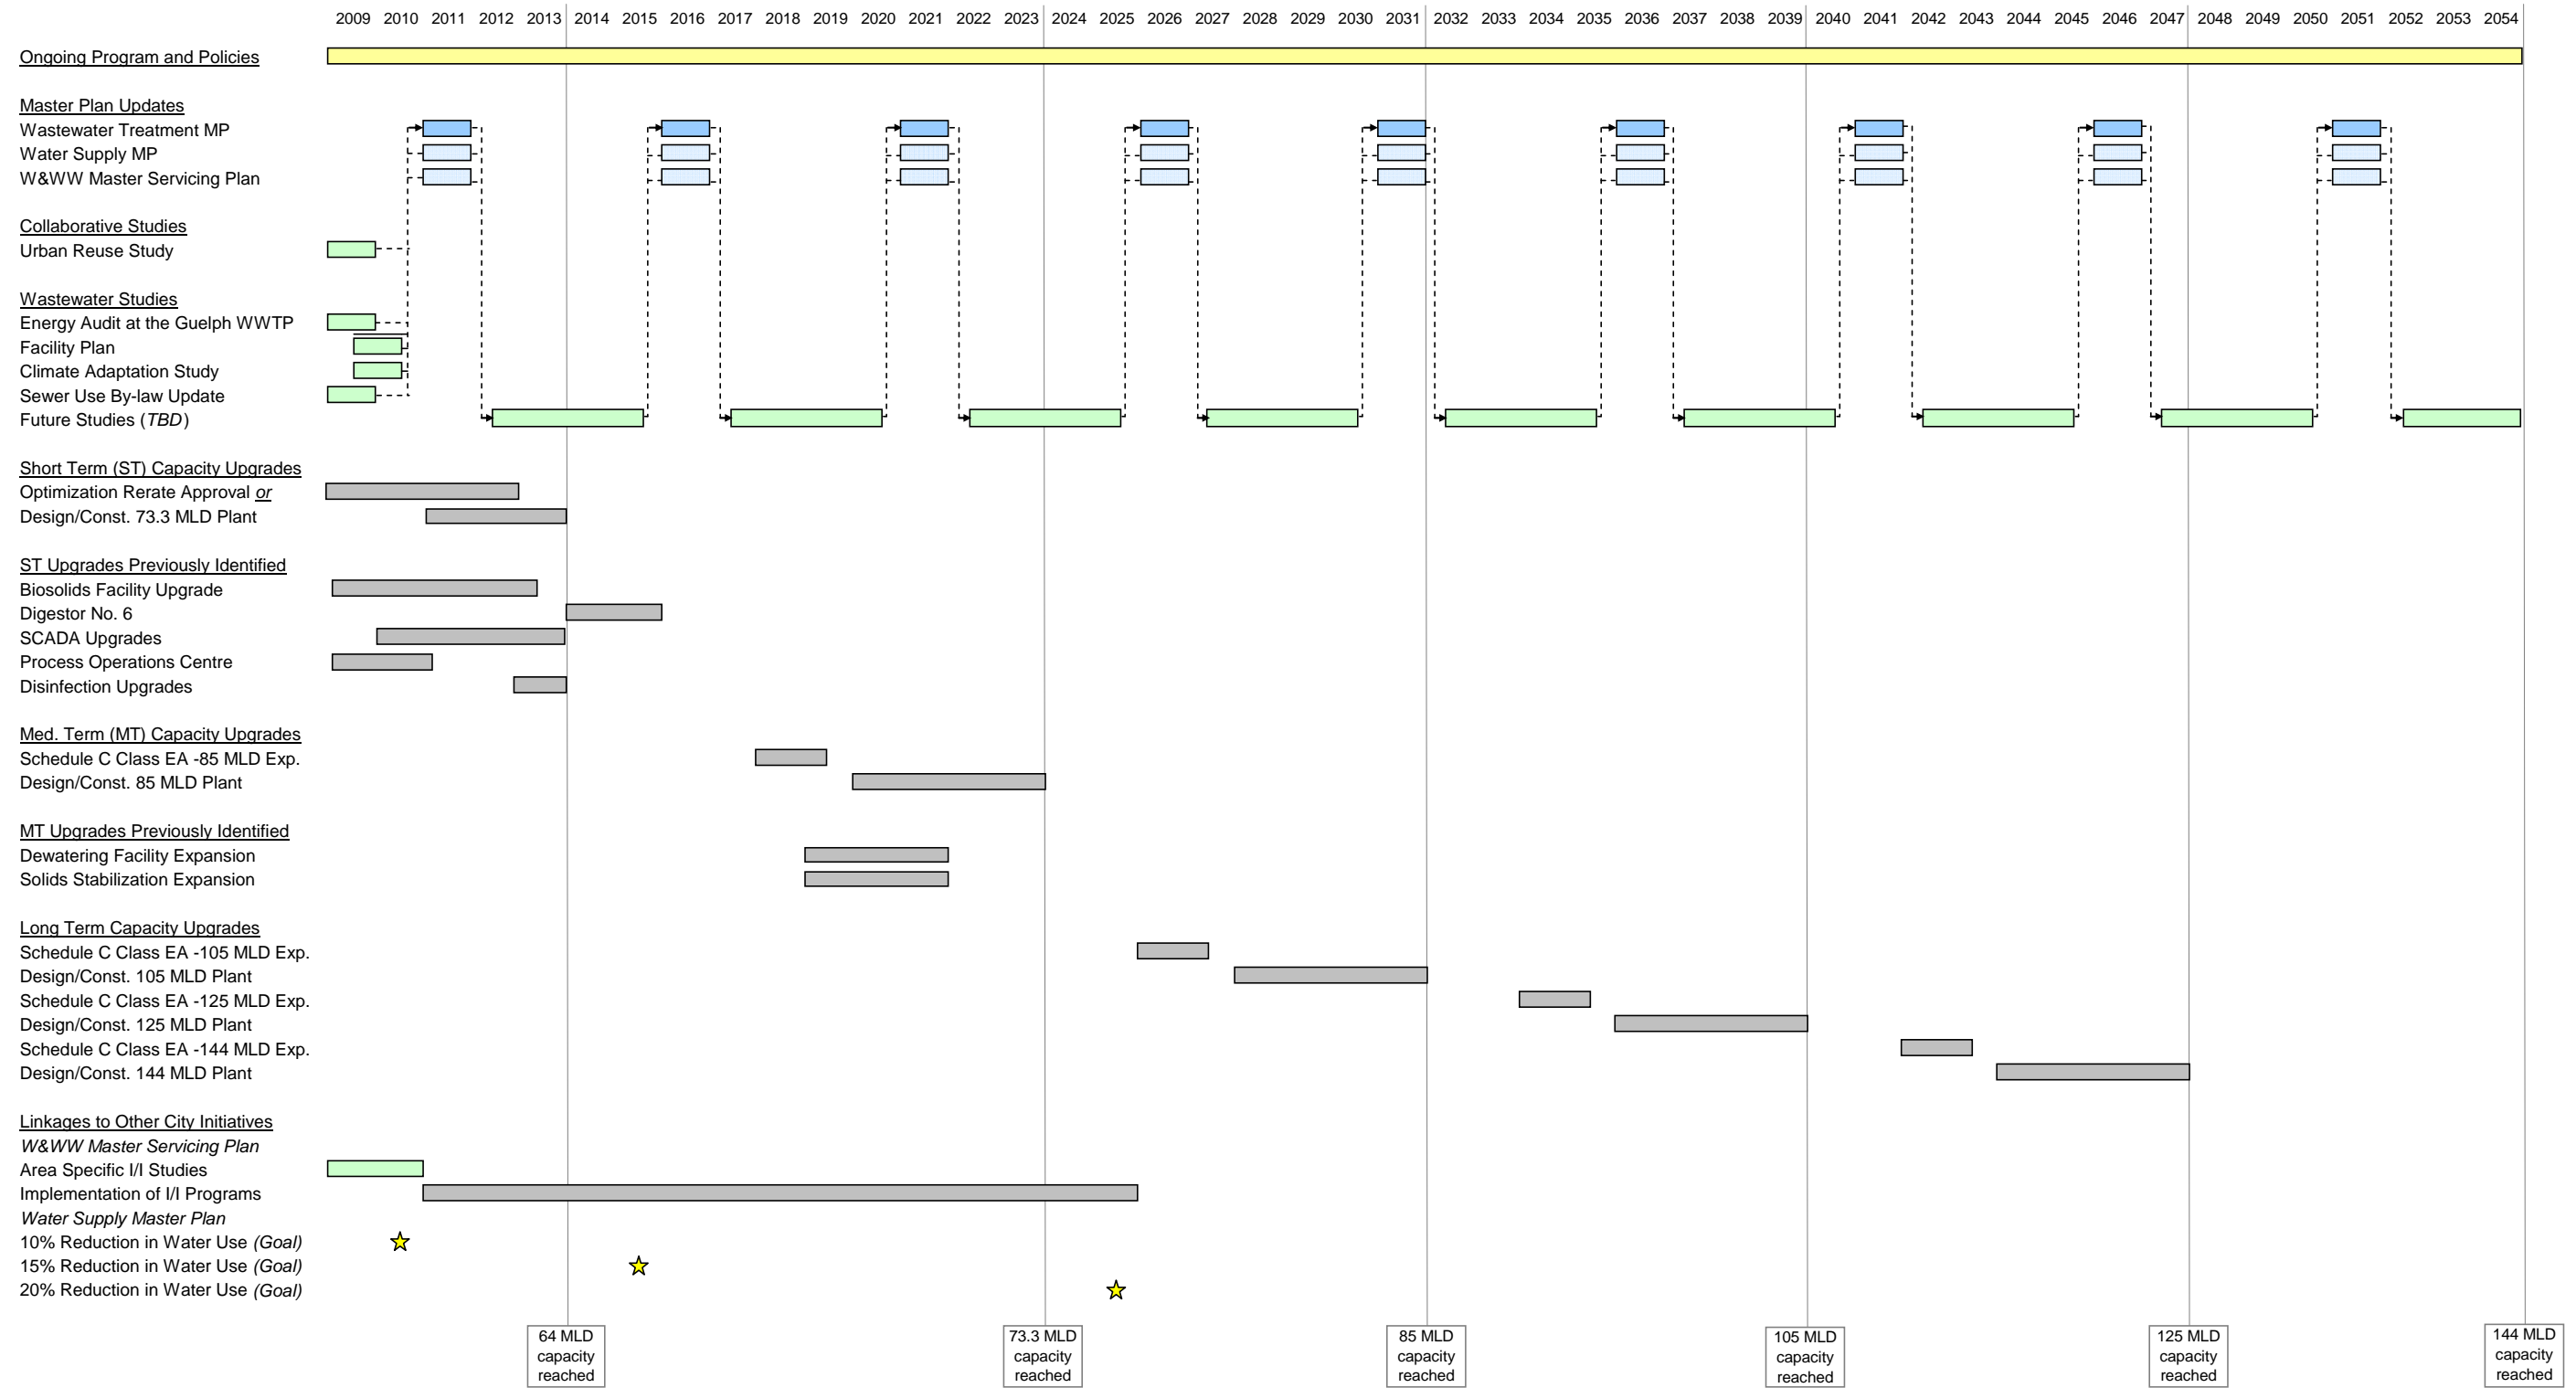 2009 2010 2011 2012 2013 2014 2015 2016 2017 2018 2019 2020 2021 2022 2023 2024 2025 2026 2027 2028 2029 2030 2031 2032 2033 2034 2035 2036 2037 2038 2039 2040 2041 2042 2043 2044 2045 2046 2047 2048 2049 2050 2051 2052 2053 2054
Ongoing Program and Policies
Master Plan Updates
Wastewater Treatment MP
Water Supply MP
W&WW Master Servicing Plan
Collaborative Studies
Urban Reuse Study
Wastewater Studies
Energy Audit at the Guelph WWTP
Facility Plan
Climate Adaptation Study
Sewer Use By-law Update
Future Studies (TBD)
Short Term (ST) Capacity Upgrades
Optimization Rerate Approval or
Design/Const. 73.3 MLD Plant
ST Upgrades Previously Identified
Biosolids Facility Upgrade
Digestor No. 6
SCADA Upgrades
Process Operations Centre
Disinfection Upgrades
Med. Term (MT) Capacity Upgrades
Schedule C Class EA -85 MLD Exp.
Design/Const. 85 MLD Plant
MT Upgrades Previously Identified
Dewatering Facility Expansion
Solids Stabilization Expansion
Long Term Capacity Upgrades
Schedule C Class EA -105 MLD Exp.
Design/Const. 105 MLD Plant
Schedule C Class EA -125 MLD Exp.
Design/Const. 125 MLD Plant
Schedule C Class EA -144 MLD Exp.
Design/Const. 144 MLD Plant
Linkages to Other City Initiatives
W&WW Master Servicing Plan
Area Specific I/I Studies
Implementation of I/I Programs
Water Supply Master Plan
10% Reduction in Water Use (Goal)
15% Reduction in Water Use (Goal)
20% Reduction in Water Use (Goal)
64 MLD
capacity
reached
73.3 MLD
capacity
reached
85 MLD
capacity
reached
105 MLD
capacity
reached
125 MLD
capacity
reached
144 MLD
capacity
reached